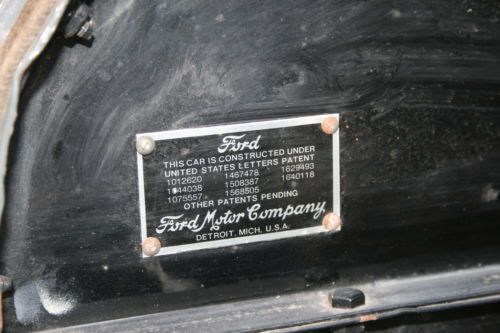 Ford
THIS CAR IS CONSTRUCTED UNDER
UNITED STATES LETTERS PATENT
1012620 1467478 1629493
1044038 1508387 1640118
1075557 1568505
OTHER PATENTS PENDING
Ford Motor Company
DETROIT, MICH. U.S.A.